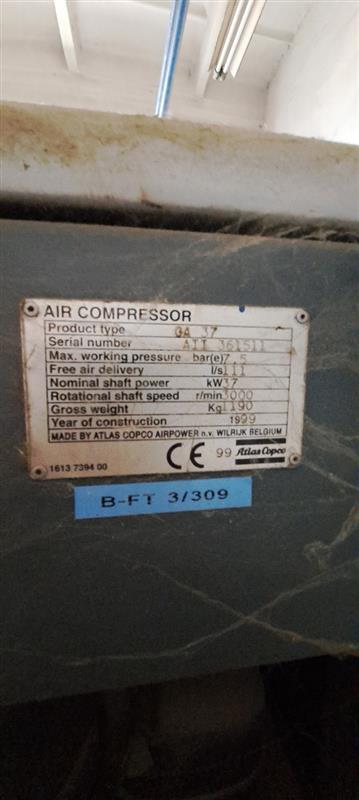 AIR COMPRESSOR
Product type GA 37
Serial number AII 361511
Max. working pressure bar(e) 7.5
Free air delivery l/s 111
Nominal shaft power kW 37
Rotational shaft speed r/min 3000
Gross weight Kg 1190
Year of construction 1999
MADE BY ATLAS COPCO AIRPOWER n.v. WILRIJK BELGIUM
1613 7394 00 CE 99 Atlas Copco
B-FT 3/309